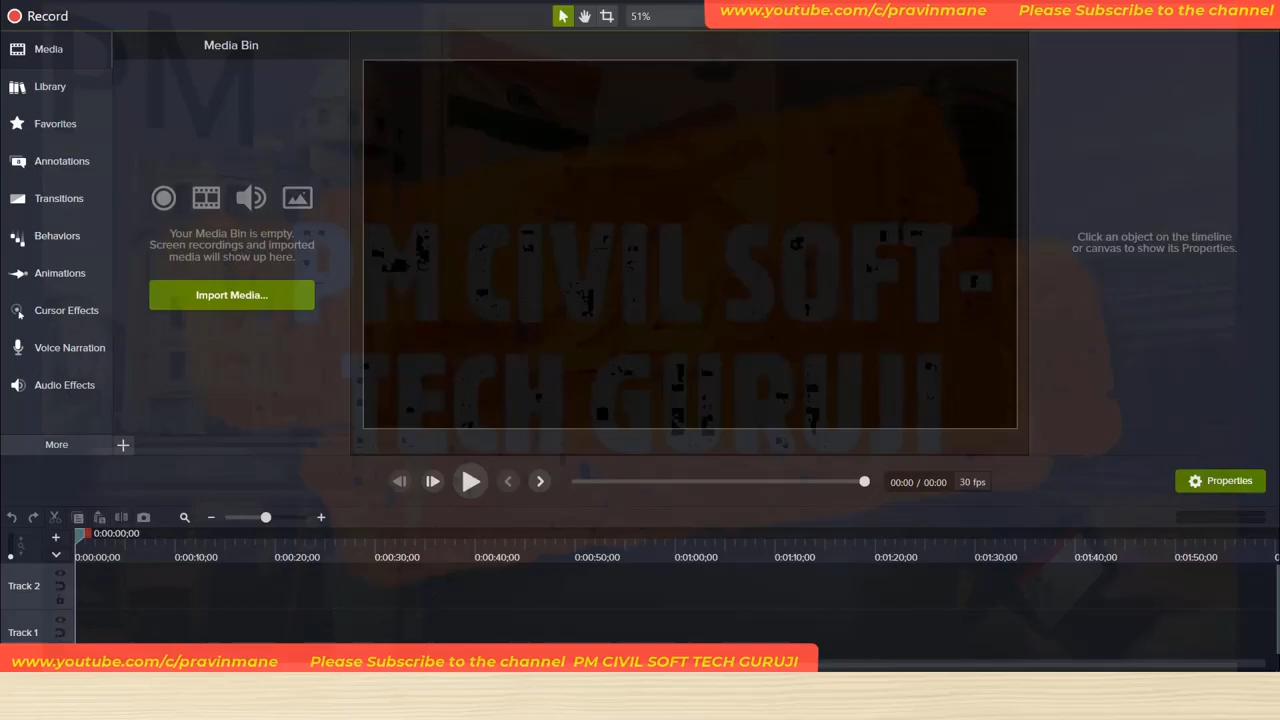 Record
51%
www.youtube.com/c/pravinmane Please Subscribe to the channel
Media
Media Bin
PM
Library
Favorites
Annotations
Transitions
Behaviors
Animations
Cursor Effects
Voice Narration
Audio Effects
More
Your Media Bin is empty.
Screen recordings and imported
media will show up here.
Import Media...
PM CIVIL SOFT -
TECH GURUJI
Click an object on the timeline
or canvas to show its Properties.
00:00 / 00:00
30 fps
Properties
0:00:00;00
0:00:00;00 0:00:10;00 0:00:20;00 0:00:30;00 0:00:40;00 0:00:50;00 0:01:00;00 0:01:10;00 0:01:20;00 0:01:30;00 0:01:40;00 0:01:50;00
Track 2
Track 1
www.youtube.com/c/pravinmane Please Subscribe to the channel PM CIVIL SOFT TECH GURUJI